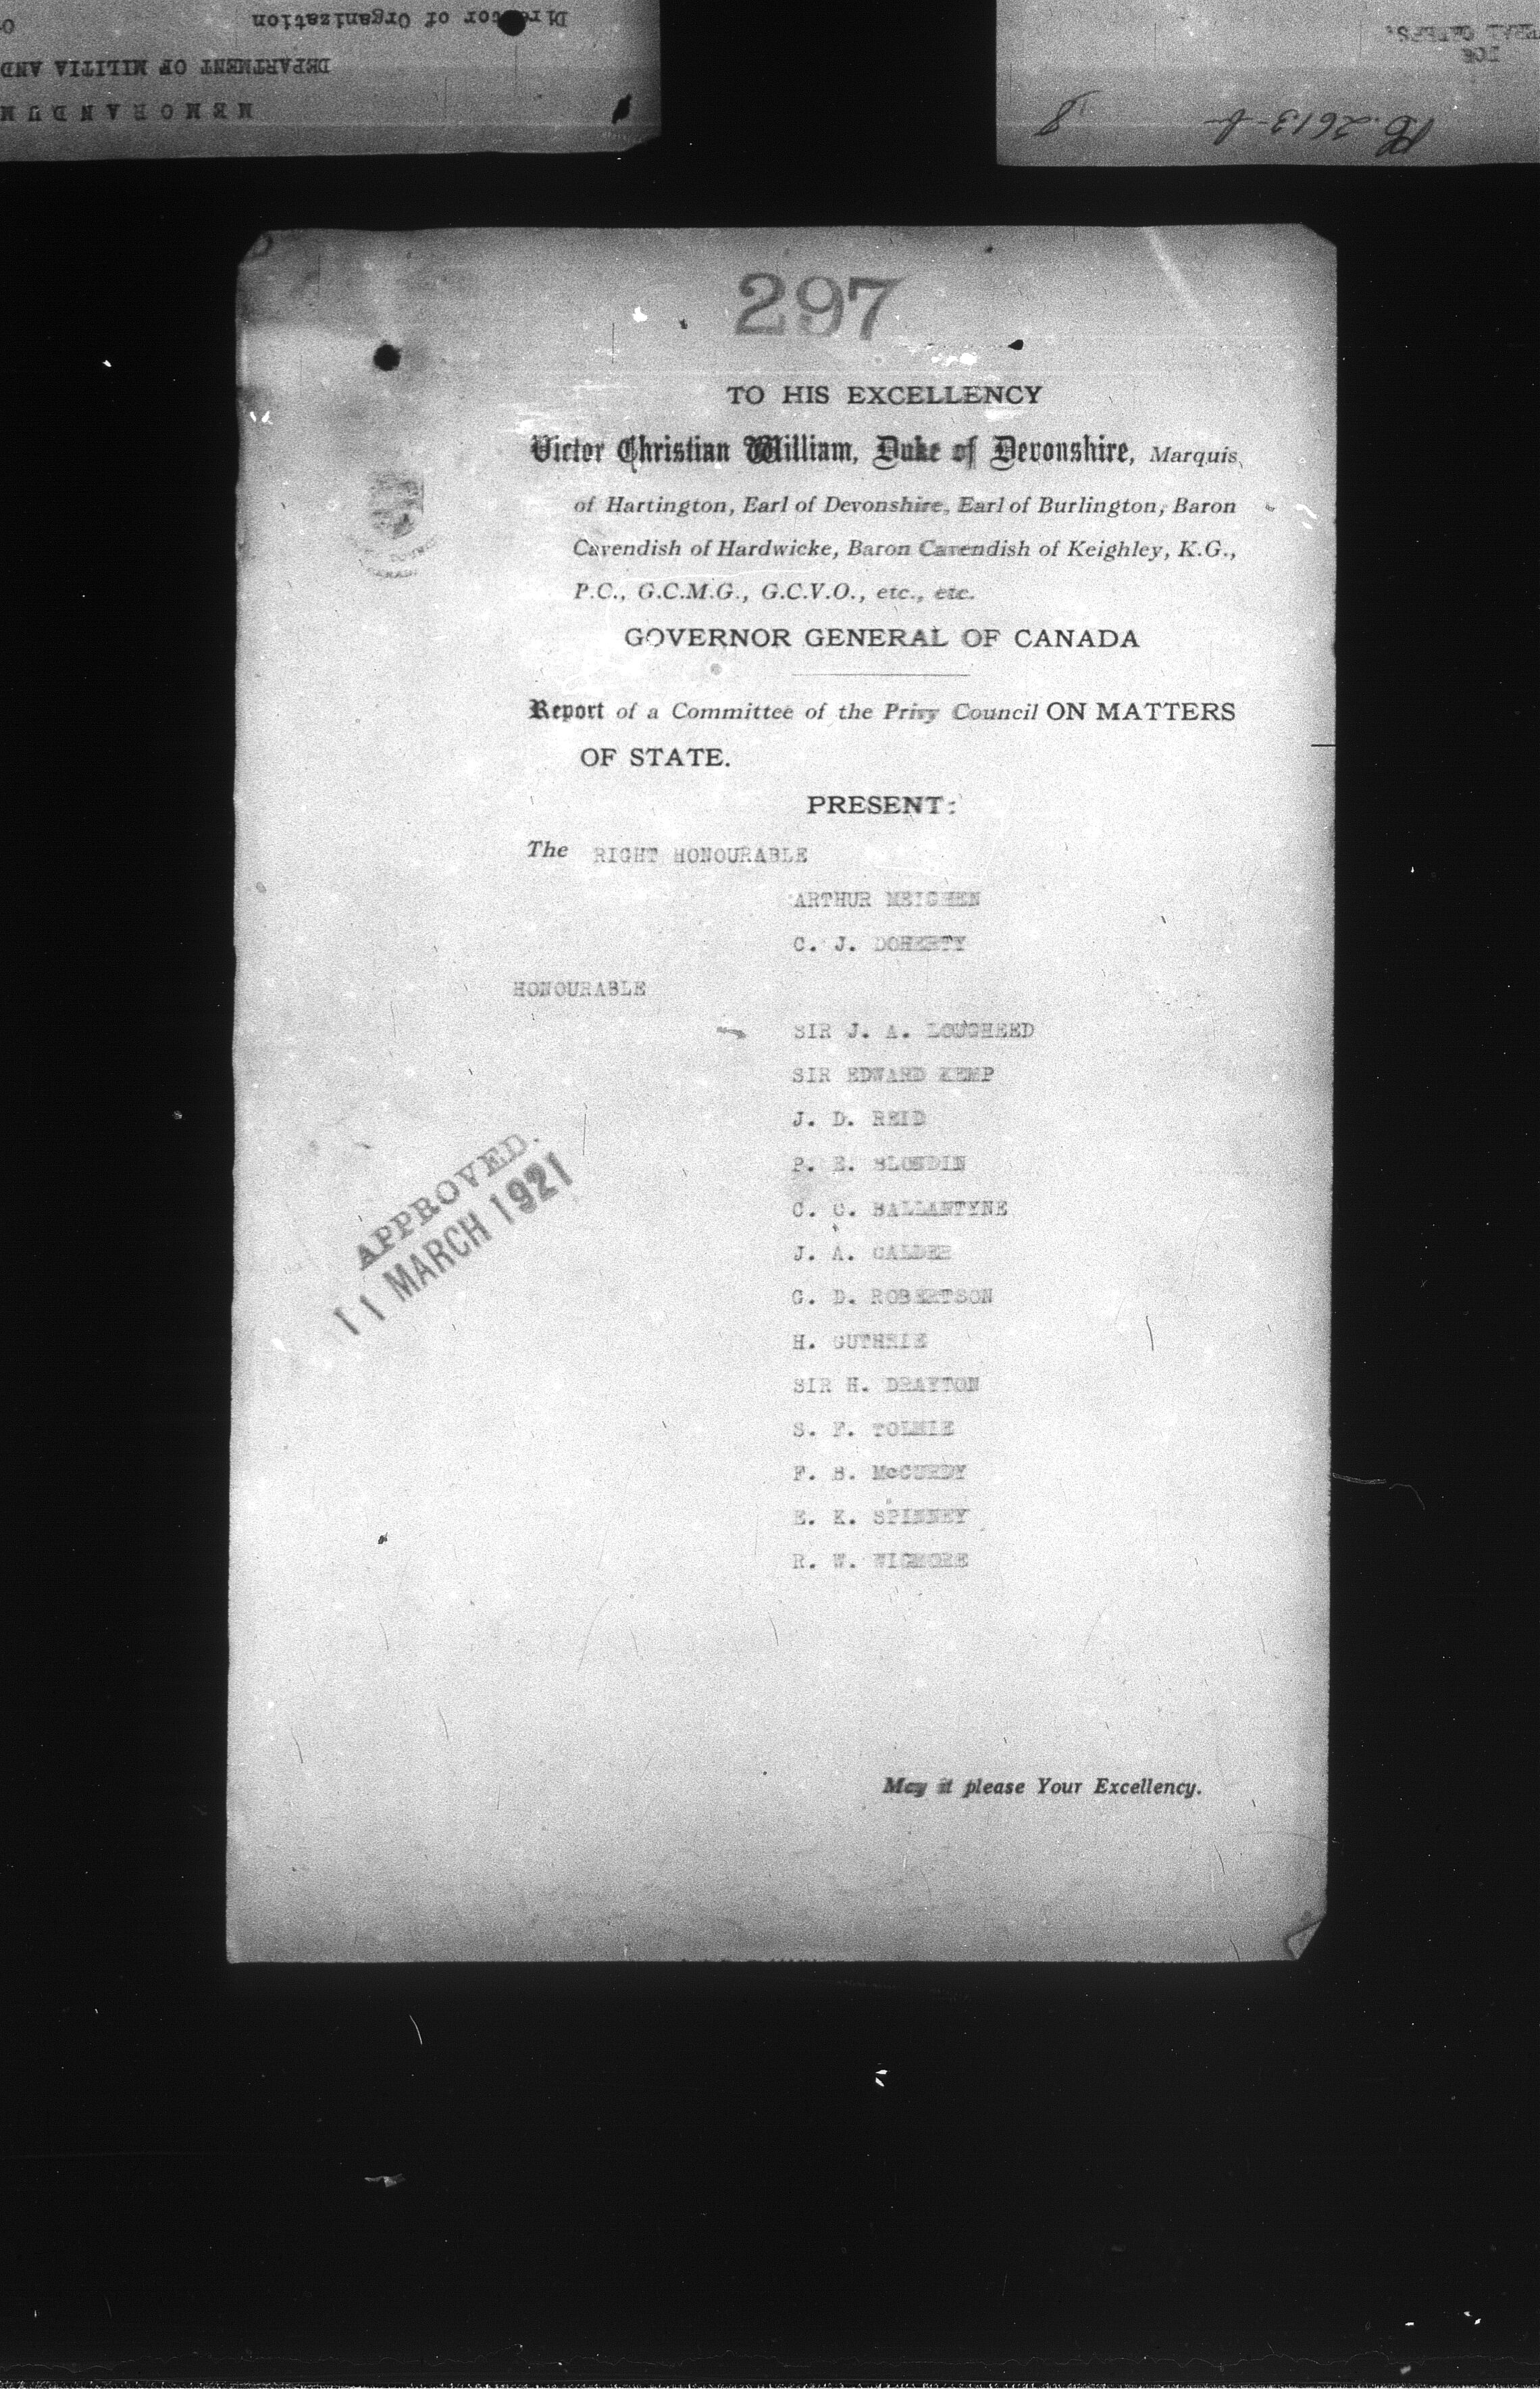 Director of Organization
DEPARTMENT OF MILITIA AND
MEMORANDUM
FOR
297
TO HIS EXCELLENCY
Victor Christian William, Duke of Devonshire, Marquis
of Hartington, Earl of Devonshire, Earl of Burlington, Baron
Cavendish of Hardwicke, Baron Cavendish of Keighley, K.G.,
P.C., G.C.M.G., G.C.V.O., etc., etc.
GOVERNOR GENERAL OF CANADA
Report of a Committee of the Privy Council ON MATTERS
OF STATE.
PRESENT:
The RIGHT HONOURABLE
ARTHUR MEIGHEN
C. J. DOHERTY
HONOURABLE
SIR J. A. LOUGHEED
SIR EDWARD KEMP
J. D. REID
P. E. BLONDIN
C. C. BALLANTYNE
J. A. CALDER
G. D. ROBERTSON
H. GUTHRIE
SIR H. DRAYTON
S. F. TOLMIE
F. B. McCURDY
E. K. SPINNEY
R. W. WIGMORE
APPROVED.
11 MARCH 1921
May it please Your Excellency.